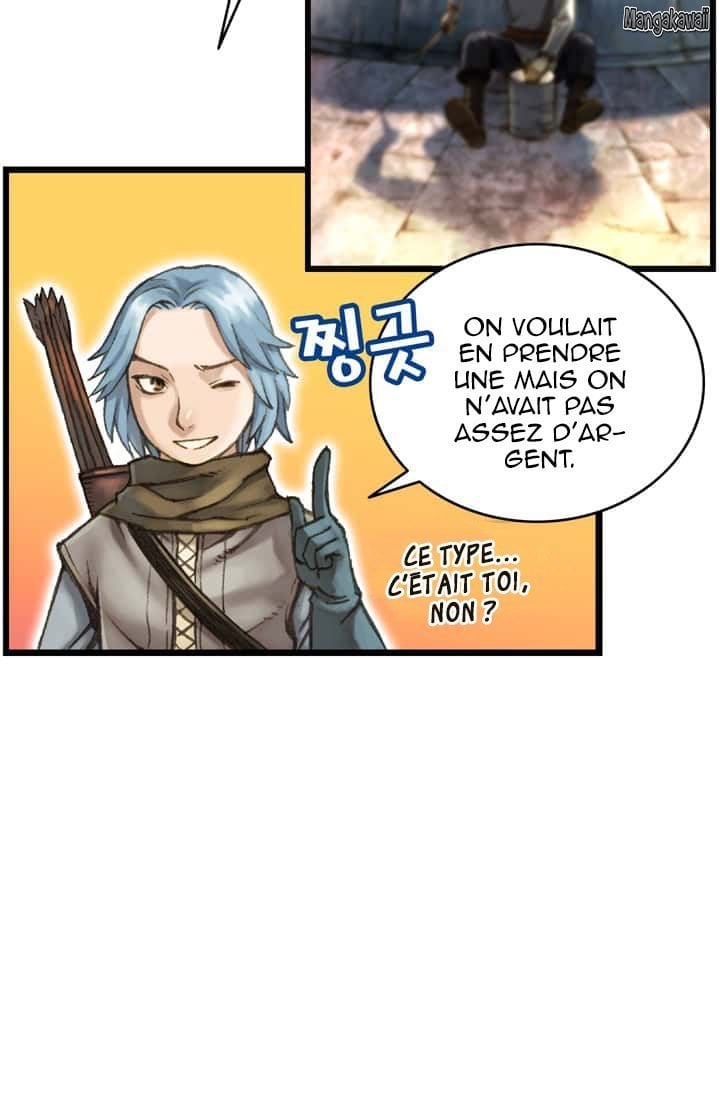 Mangakawaii
찡긋
ON VOULAIT
EN PRENDRE
UNE MAIS ON
N'AVAIT PAS
ASSEZ D'AR-
GENT.
CE TYPE...
C'ÉTAIT TOI,
NON ?